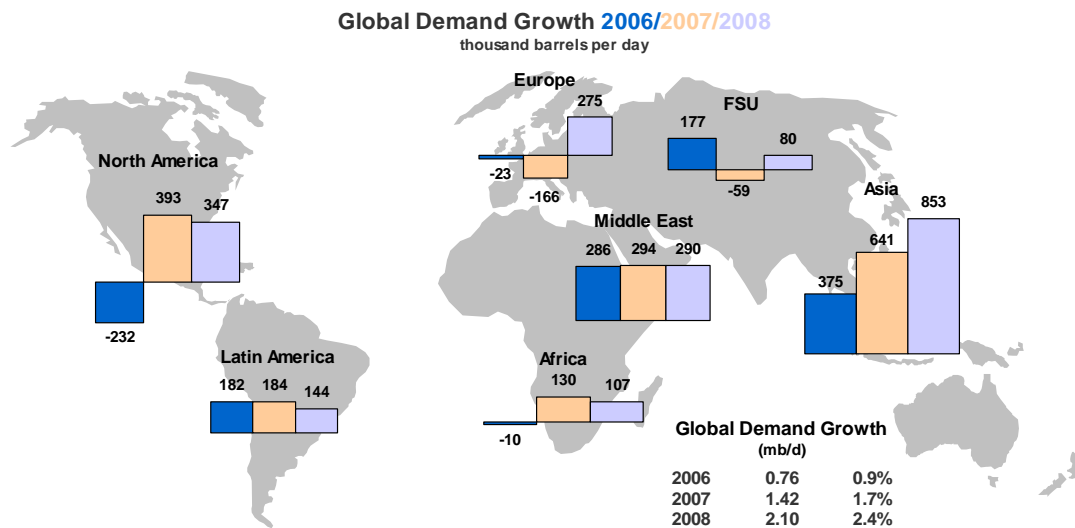 Global Demand Growth 2006/2007/2008
thousand barrels per day
Europe
275
-23
-166
FSU
177
80
-59
North America
393
347
-232
Asia
853
641
375
Middle East
286 294 290
Latin America
182 184 144
Africa
130
107
-10
Global Demand Growth
(mb/d)
2006 0.76 0.9%
2007 1.42 1.7%
2008 2.10 2.4%